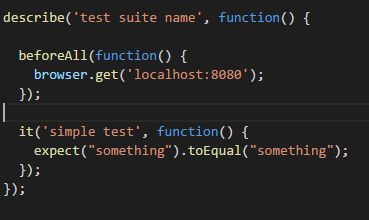 describe('test suite name', function() {
  beforeAll(function() {
    browser.get('localhost:8080');
  });
  it('simple test', function() {
    expect("something").toEqual("something");
  });
});